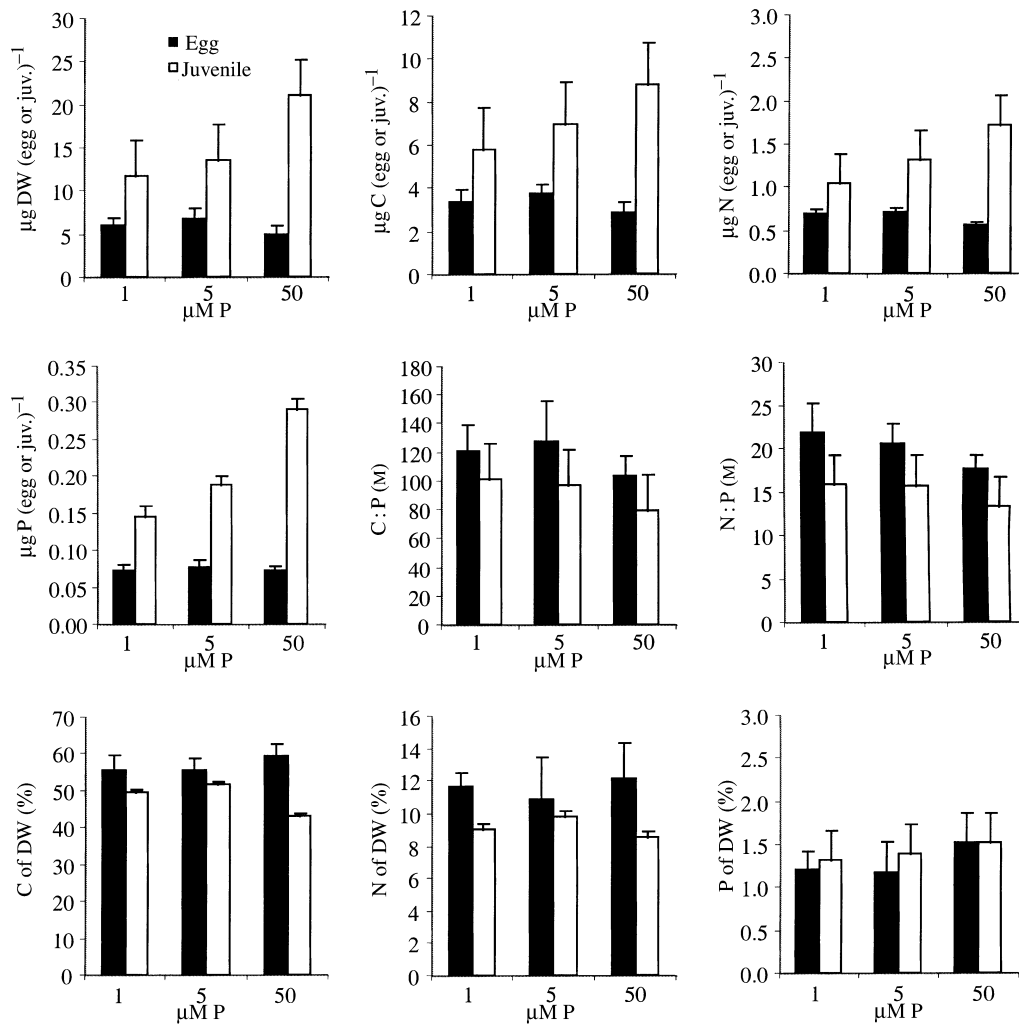 µg DW (egg or juv.)⁻¹
30
25
20
15
10
5
0
Egg
Juvenile
1 5 50
µM P
µg C (egg or juv.)⁻¹
12
10
8
6
4
2
0
1 5 50
µM P
µg N (egg or juv.)⁻¹
3.0
2.5
2.0
1.5
1.0
0.5
0.0
1 5 50
µM P
µg P (egg or juv.)⁻¹
0.35
0.30
0.25
0.20
0.15
0.10
0.05
0.00
1 5 50
µM P
C:P (M)
180
160
140
120
100
80
60
40
20
0
1 5 50
µM P
N:P (M)
30
25
20
15
10
5
0
1 5 50
µM P
C of DW (%)
70
60
50
40
30
20
10
0
1 5 50
µM P
N of DW (%)
16
14
12
10
8
6
4
2
0
1 5 50
µM P
P of DW (%)
3.0
2.5
2.0
1.5
1.0
0.5
0.0
1 5 50
µM P